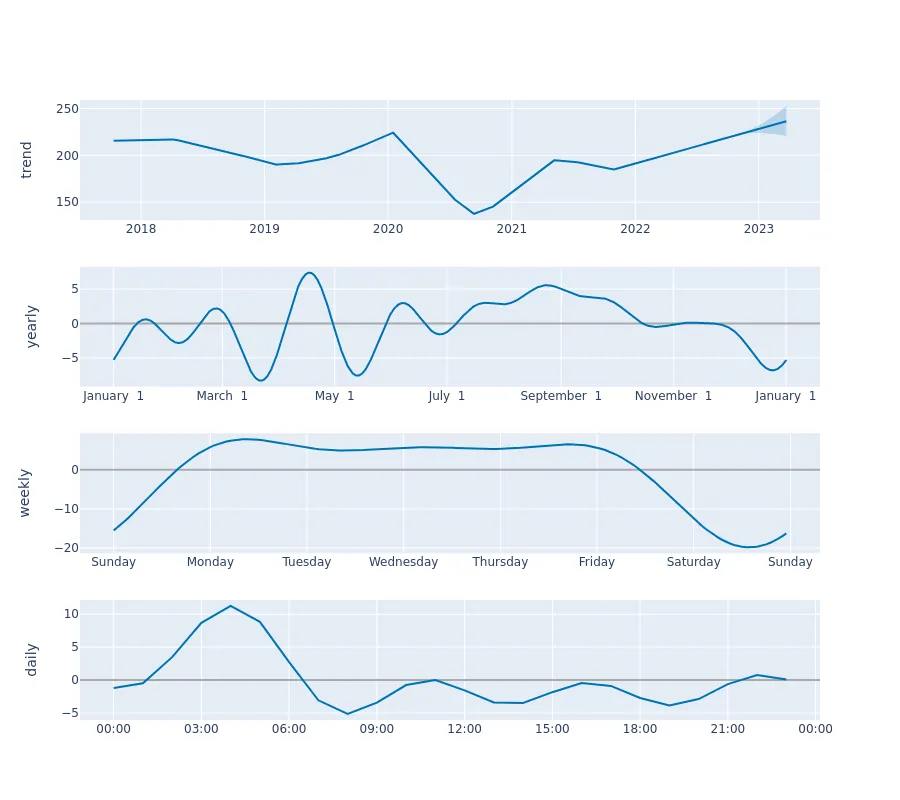 trend
250
200
150
2018 2019 2020 2021 2022 2023
yearly
5
0
−5
January 1 March 1 May 1 July 1 September 1 November 1 January 1
weekly
0
−10
−20
Sunday Monday Tuesday Wednesday Thursday Friday Saturday Sunday
daily
10
5
0
−5
00:00 03:00 06:00 09:00 12:00 15:00 18:00 21:00 00:00